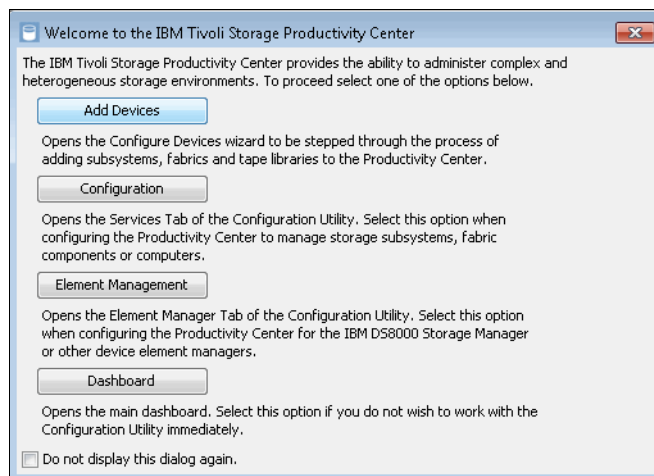 Welcome to the IBM Tivoli Storage Productivity Center
The IBM Tivoli Storage Productivity Center provides the ability to administer complex and
heterogeneous storage environments. To proceed select one of the options below.
Add Devices
Opens the Configure Devices wizard to be stepped through the process of
adding subsystems, fabrics and tape libraries to the Productivity Center.
Configuration
Opens the Services Tab of the Configuration Utility. Select this option when
configuring the Productivity Center to manage storage subsystems, fabric
components or computers.
Element Management
Opens the Element Manager Tab of the Configuration Utility. Select this option
when configuring the Productivity Center for the IBM DS8000 Storage Manager
or other device element managers.
Dashboard
Opens the main dashboard. Select this option if you do not wish to work with the
Configuration Utility immediately.
Do not display this dialog again.